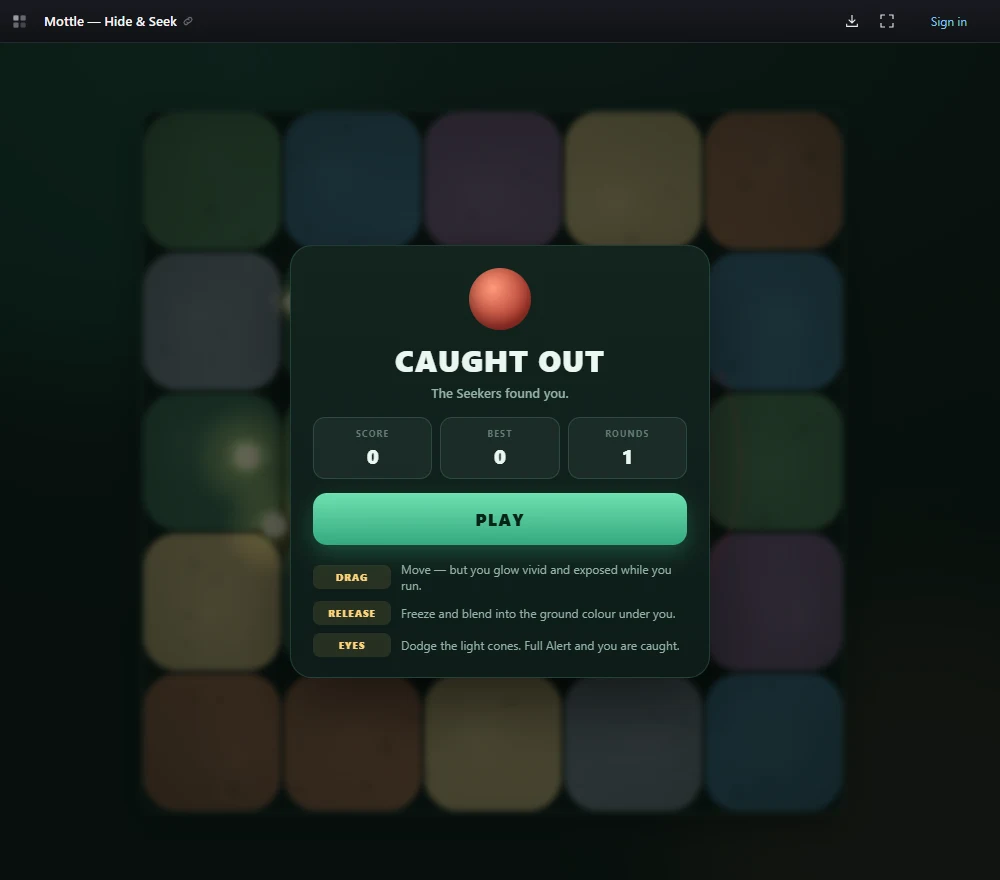 Mottle — Hide & Seek
Sign in
CAUGHT OUT
The Seekers found you.
SCORE
0
BEST
0
ROUNDS
1
PLAY
DRAG
Move — but you glow vivid and exposed while you
run.
RELEASE
Freeze and blend into the ground colour under you.
EYES
Dodge the light cones. Full Alert and you are caught.